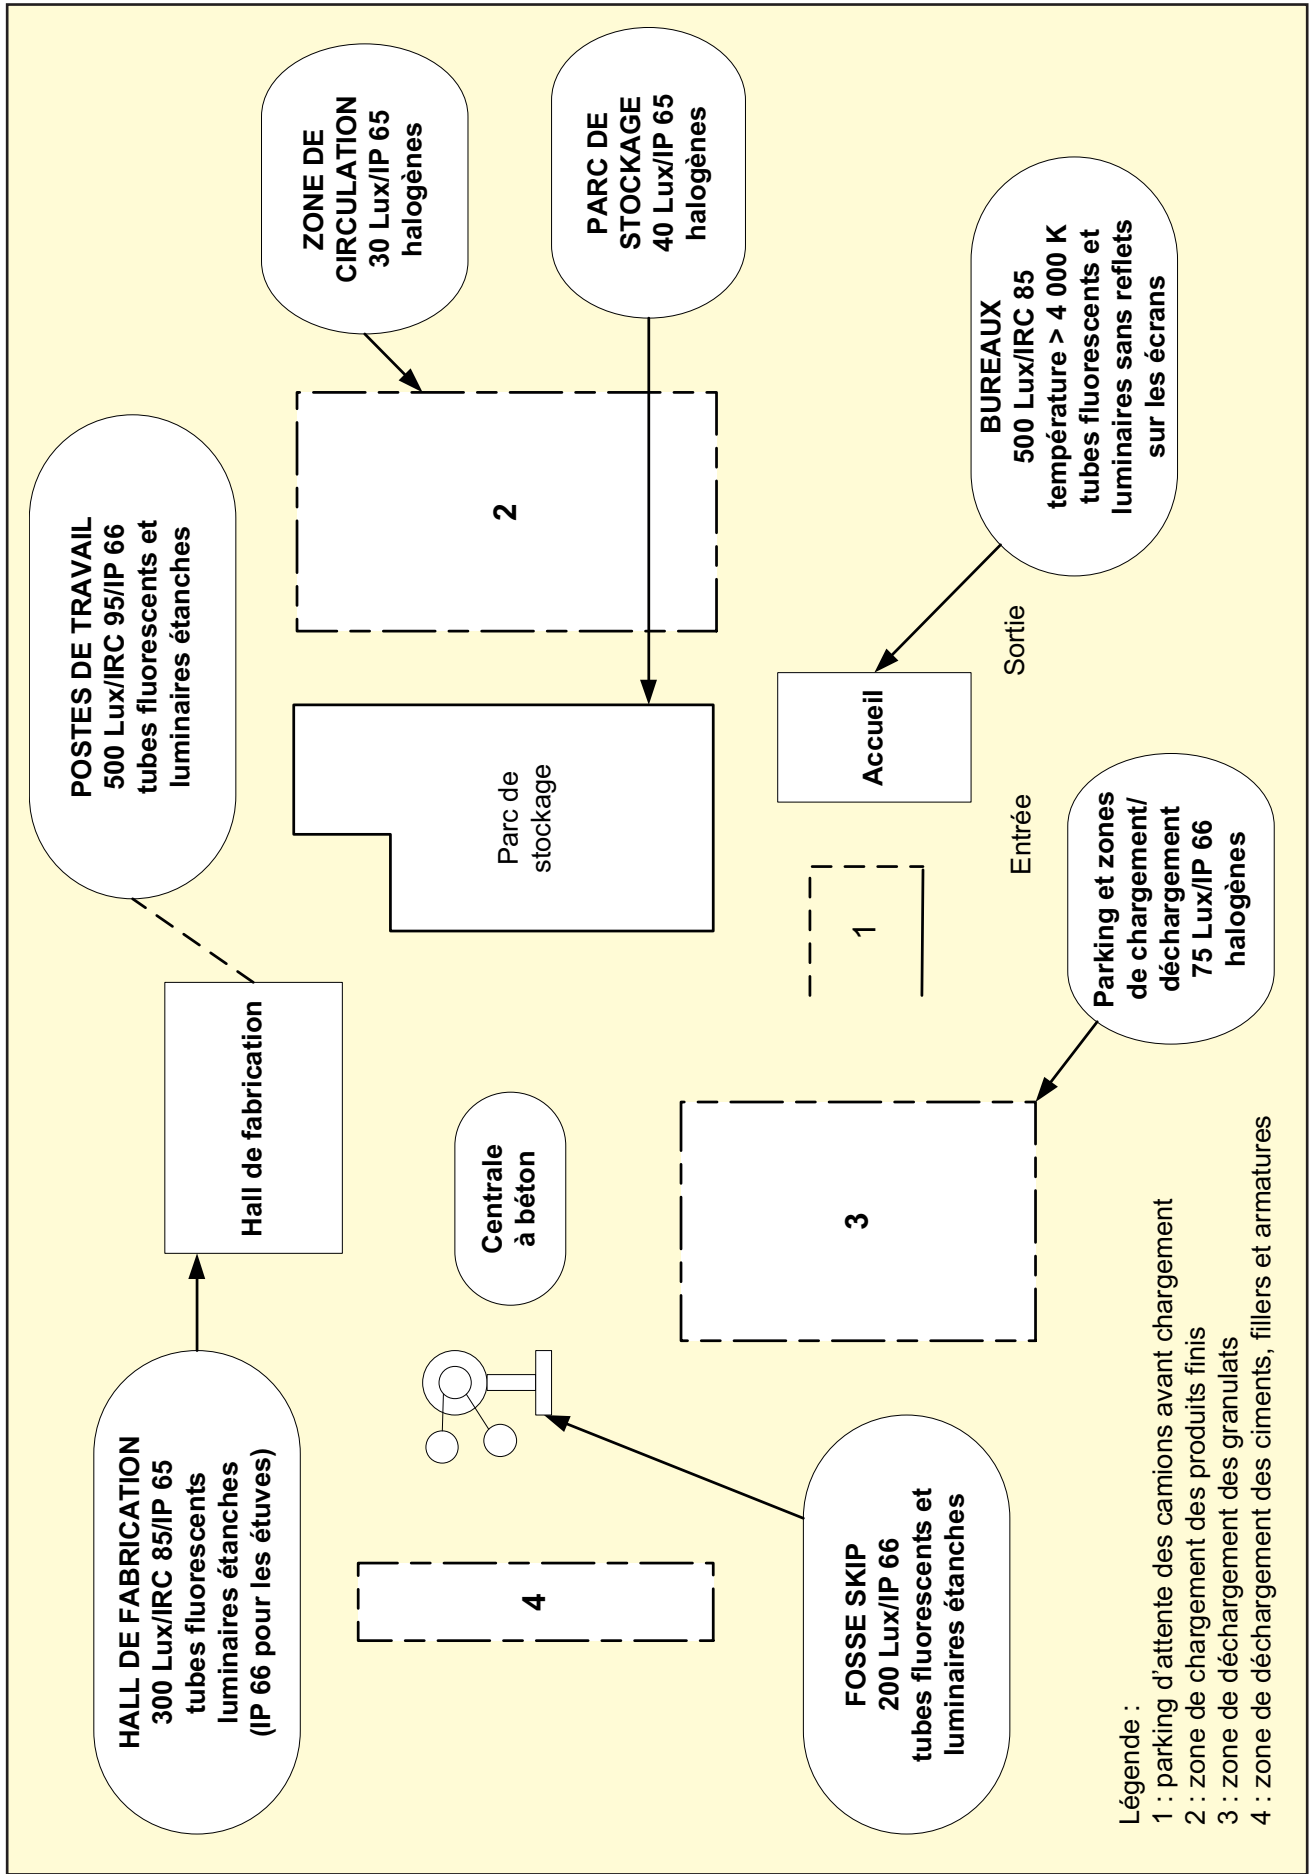 HALL DE FABRICATION
300 Lux/IRC 85/IP 65
tubes fluorescents
luminaires étanches
(IP 66 pour les étuves)
POSTES DE TRAVAIL
500 Lux/IRC 95/IP 66
tubes fluorescents et
luminaires étanches
ZONE DE
CIRCULATION
30 Lux/IP 65
halogènes
Hall de fabrication
PARC DE
STOCKAGE
40 Lux/IP 65
halogènes
Centrale
à béton
Parc de
stockage
2
4
3
1
Accueil
Entrée
Sortie
FOSSE SKIP
200 Lux/IP 66
tubes fluorescents et
luminaires étanches
Parking et zones
de chargement/
déchargement
75 Lux/IP 66
halogènes
BUREAUX
500 Lux/IRC 85
température > 4 000 K
tubes fluorescents et
luminaires sans reflets
sur les écrans
Légende :
1 : parking d'attente des camions avant chargement
2 : zone de chargement des produits finis
3 : zone de déchargement des granulats
4 : zone de déchargement des ciments, fillers et armatures